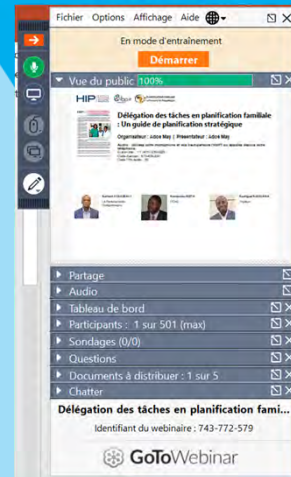 Fichier Options Affichage Aide
En mode d'entraînement
Démarrer
Vue du public 100%
HIP
Délégation des tâches en planification familiale
: Un guide de planification stratégique
Organisateur : Adoe May | Présentateur : Adoe May
Partage
Audio
Tableau de bord
Participants : 1 sur 501 (max)
Sondages (0/0)
Questions
Documents à distribuer : 1 sur 5
Chatter
Délégation des tâches en planification fami...
Identifiant du webinaire : 743-772-579
GoToWebinar